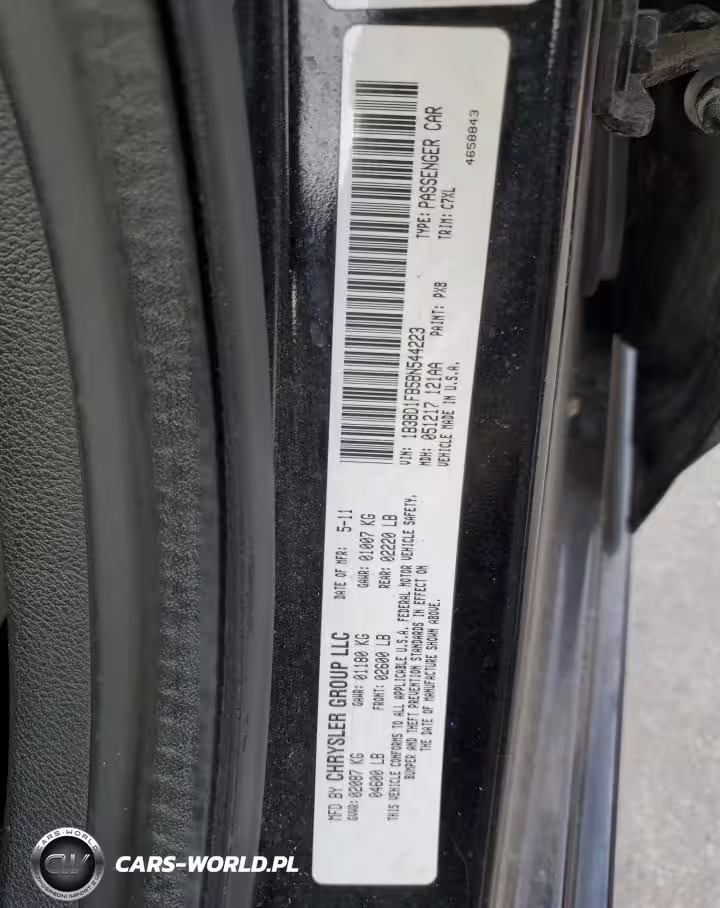 MFD BY CHRYSLER GROUP LLC DATE OF MFR: 5-11
GVWR: 02087 KG GAWR: 01180 KG GAWR: 01007 KG
04600 LB FRONT: 02600 LB REAR: 02220 LB
THIS VEHICLE CONFORMS TO ALL APPLICABLE U.S.A. FEDERAL MOTOR VEHICLE SAFETY,
BUMPER AND THEFT PREVENTION STANDARDS IN EFFECT ON
THE DATE OF MANUFACTURE SHOWN ABOVE.
VIN: 1B3BD1FB5BN544223 TYPE: PASSENGER CAR
MDH: 051217 121AA PAINT: PXB TRIM: C7XL
VEHICLE MADE IN U.S.A.
4658843
CARS-WORLD
CW
CARS-WORLD.PL